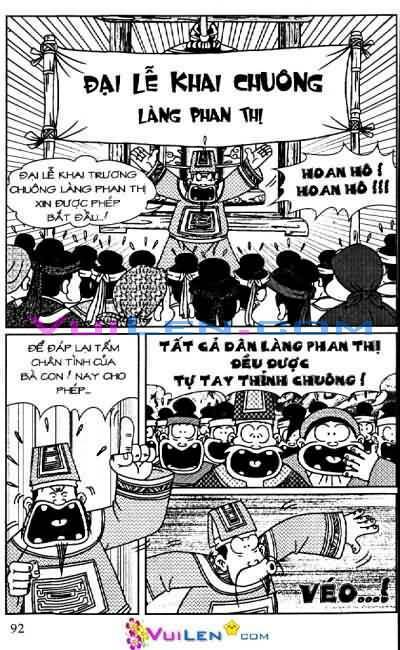 ĐẠI LỄ KHAI CHUÔNG
LÀNG PHAN THỊ
ĐẠI LỄ KHAI TRƯƠNG
CHUÔNG LÀNG PHAN THỊ
XIN ĐƯỢC PHÉP
BẮT ĐẦU...!
HOAN HÔ !
HOAN HÔ !!!
VUILEN.COM
ĐỂ ĐÁP LẠI TẤM
CHÂN TÌNH CỦA
BÀ CON ! NAY CHO
PHÉP...
TẤT CẢ DÂN LÀNG PHAN THỊ
ĐỀU ĐƯỢC
TỰ TAY THỈNH CHUÔNG !
VÉO...!
92
VUILEN.COM